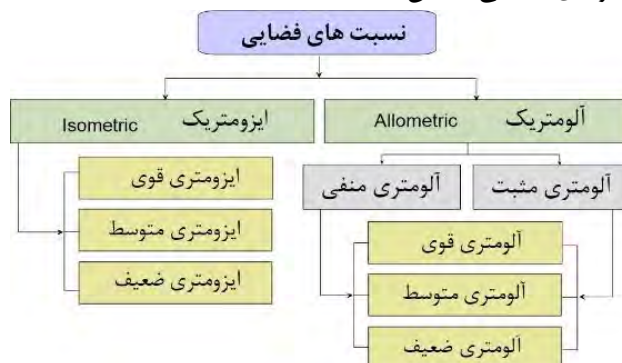 نسبت های فضایی
آلومتریک Allometric
ایزومتریک Isometric
آلومتری مثبت
آلومتری منفی
آلومتری قوی
آلومتری متوسط
آلومتری ضعیف
ایزومتری قوی
ایزومتری متوسط
ایزومتری ضعیف